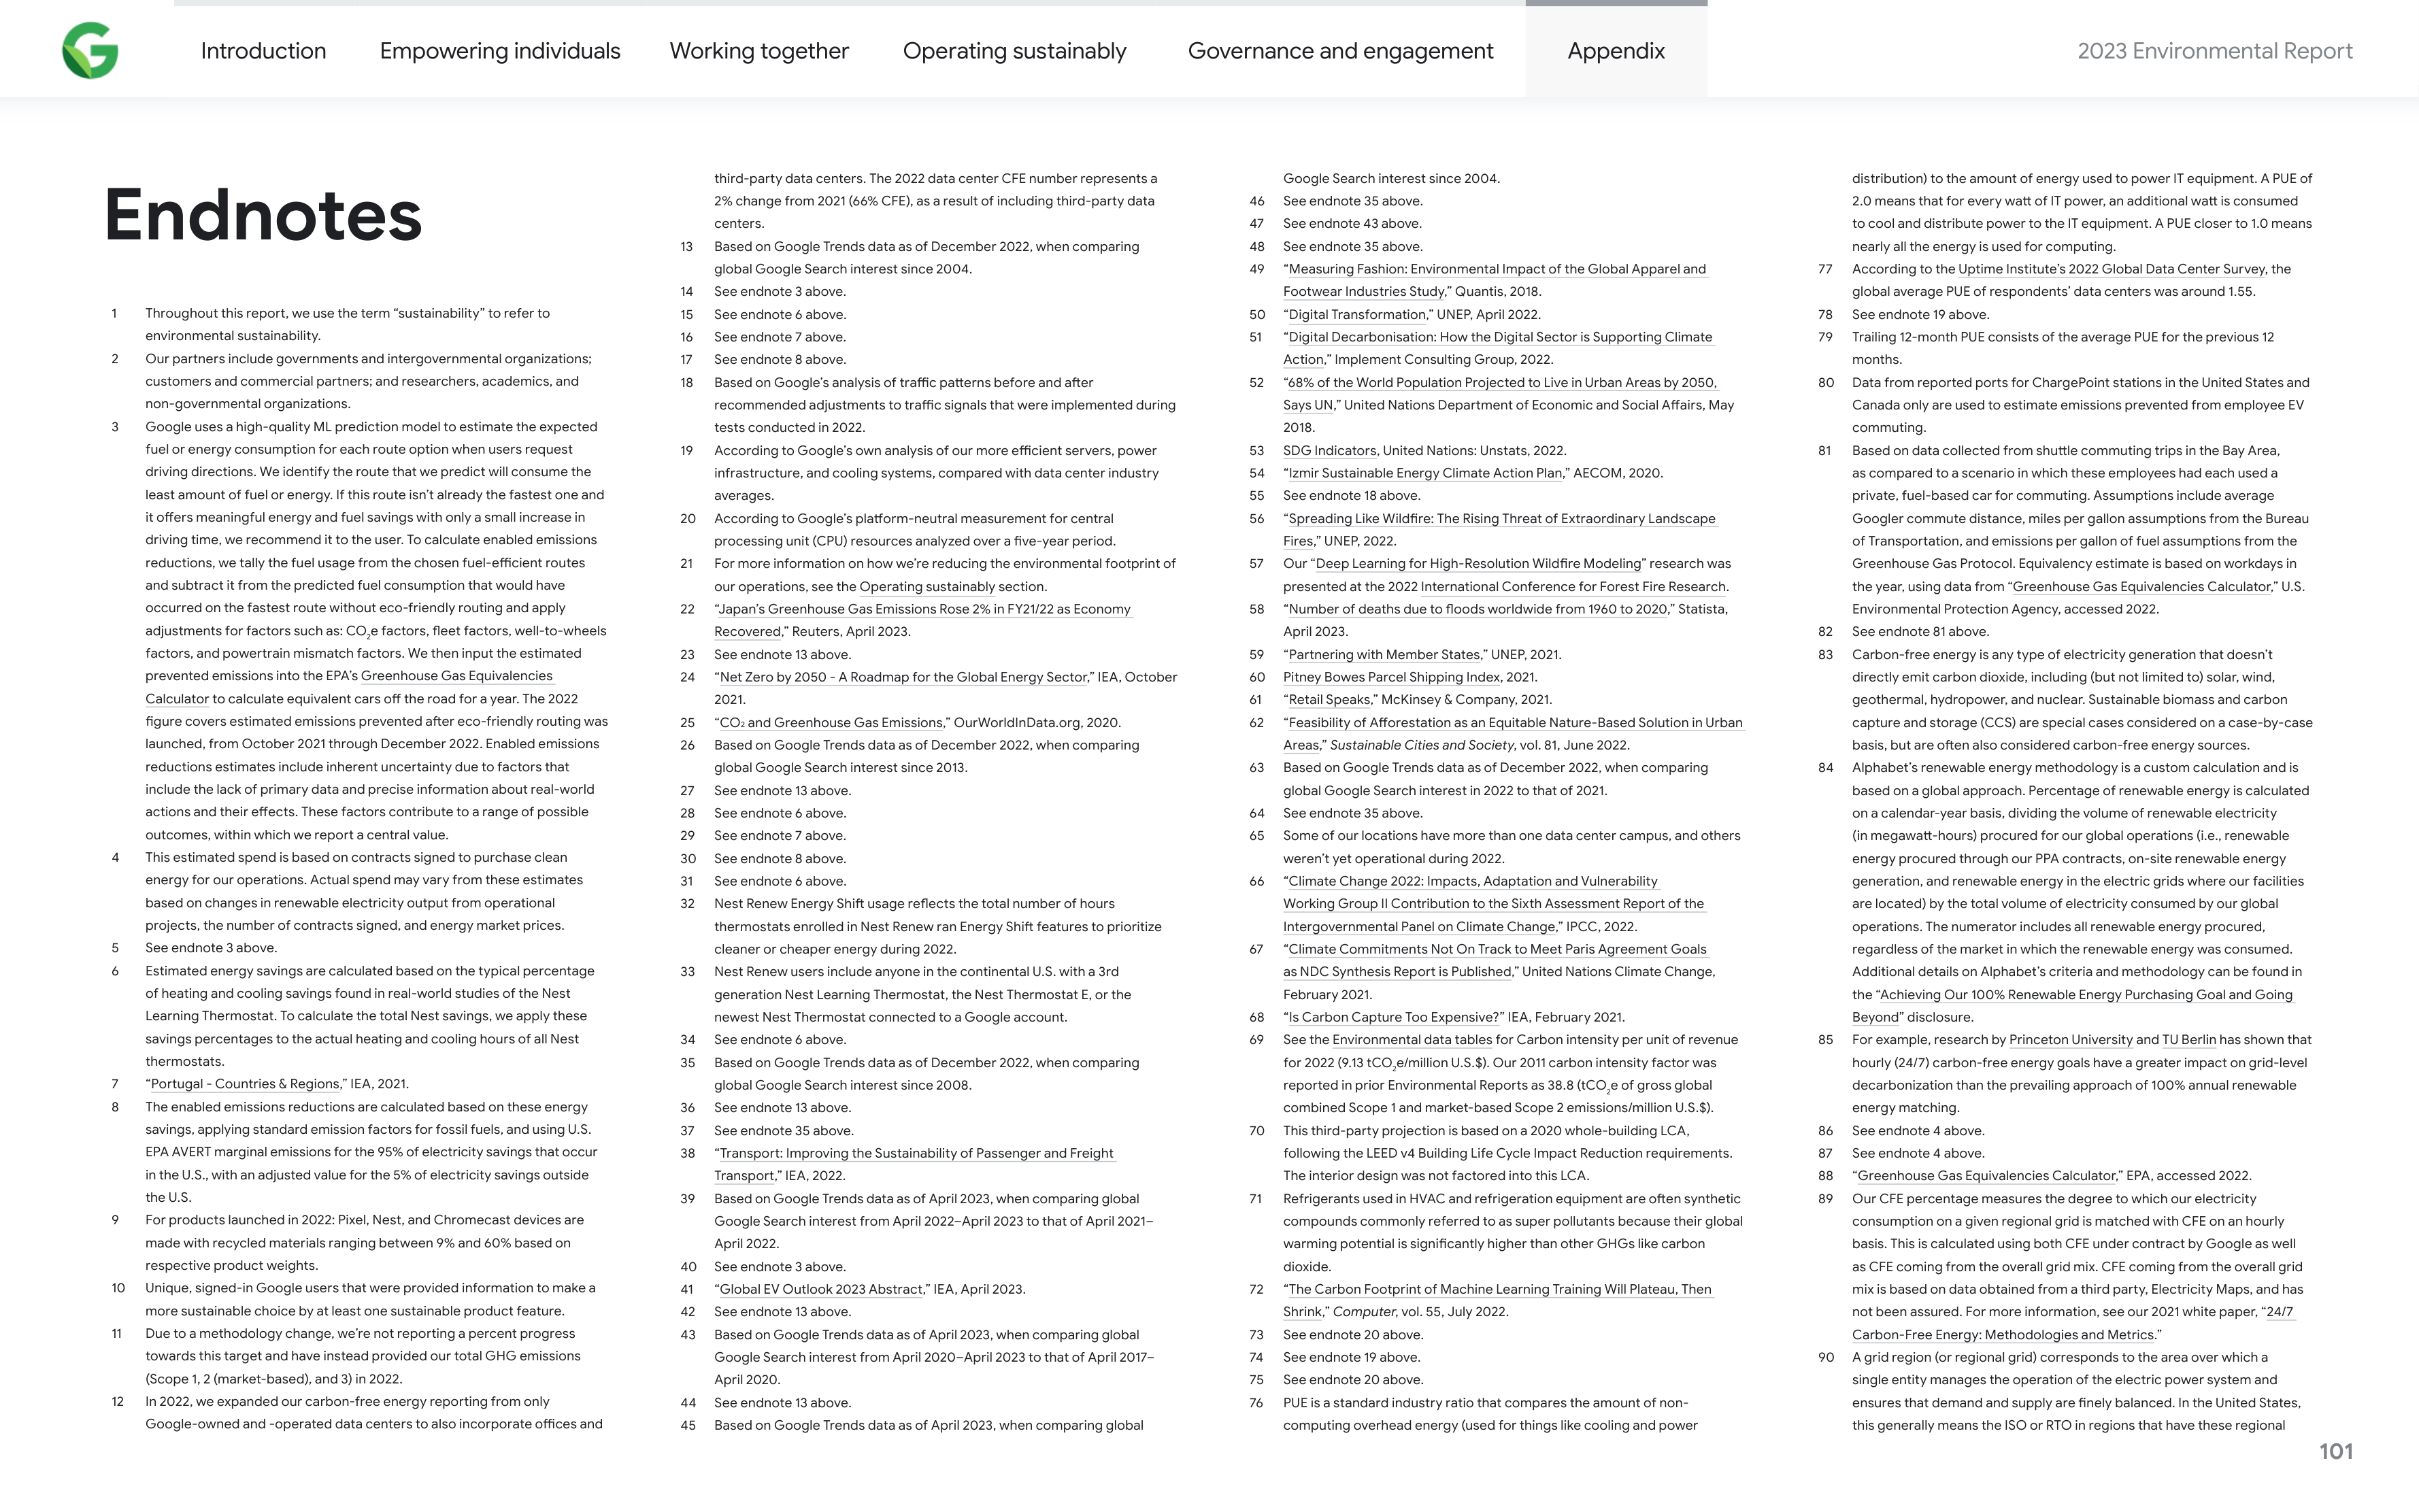 Introduction
Empowering individuals
Working together
Operating sustainably
Governance and engagement
Appendix
2023 Environmental Report
Endnotes
1 Throughout this report, we use the term “sustainability” to refer to
environmental sustainability.
2 Our partners include governments and intergovernmental organizations;
customers and commercial partners; and researchers, academics, and
non-governmental organizations.
3 Google uses a high-quality ML prediction model to estimate the expected
fuel or energy consumption for each route option when users request
driving directions. We identify the route that we predict will consume the
least amount of fuel or energy. If this route isn’t already the fastest one and
it offers meaningful energy and fuel savings with only a small increase in
driving time, we recommend it to the user. To calculate enabled emissions
reductions, we tally the fuel usage from the chosen fuel-efficient routes
and subtract it from the predicted fuel consumption that would have
occurred on the fastest route without eco-friendly routing and apply
adjustments for factors such as: CO₂e factors, fleet factors, well-to-wheels
factors, and powertrain mismatch factors. We then input the estimated
prevented emissions into the EPA’s Greenhouse Gas Equivalencies
Calculator to calculate equivalent cars off the road for a year. The 2022
figure covers estimated emissions prevented after eco-friendly routing was
launched, from October 2021 through December 2022. Enabled emissions
reductions estimates include inherent uncertainty due to factors that
include the lack of primary data and precise information about real-world
actions and their effects. These factors contribute to a range of possible
outcomes, within which we report a central value.
4 This estimated spend is based on contracts signed to purchase clean
energy for our operations. Actual spend may vary from these estimates
based on changes in renewable electricity output from operational
projects, the number of contracts signed, and energy market prices.
5 See endnote 3 above.
6 Estimated energy savings are calculated based on the typical percentage
of heating and cooling savings found in real-world studies of the Nest
Learning Thermostat. To calculate the total Nest savings, we apply these
savings percentages to the actual heating and cooling hours of all Nest
thermostats.
7 “Portugal - Countries & Regions,” IEA, 2021.
8 The enabled emissions reductions are calculated based on these energy
savings, applying standard emission factors for fossil fuels, and using U.S.
EPA AVERT marginal emissions for the 95% of electricity savings that occur
in the U.S., with an adjusted value for the 5% of electricity savings outside
the U.S.
9 For products launched in 2022: Pixel, Nest, and Chromecast devices are
made with recycled materials ranging between 9% and 60% based on
respective product weights.
10 Unique, signed-in Google users that were provided information to make a
more sustainable choice by at least one sustainable product feature.
11 Due to a methodology change, we’re not reporting a percent progress
towards this target and have instead provided our total GHG emissions
(Scope 1, 2 (market-based), and 3) in 2022.
12 In 2022, we expanded our carbon-free energy reporting from only
Google-owned and -operated data centers to also incorporate offices and
third-party data centers. The 2022 data center CFE number represents a
2% change from 2021 (66% CFE), as a result of including third-party data
centers.
13 Based on Google Trends data as of December 2022, when comparing
global Google Search interest since 2004.
14 See endnote 3 above.
15 See endnote 6 above.
16 See endnote 7 above.
17 See endnote 8 above.
18 Based on Google’s analysis of traffic patterns before and after
recommended adjustments to traffic signals that were implemented during
tests conducted in 2022.
19 According to Google’s own analysis of our more efficient servers, power
infrastructure, and cooling systems, compared with data center industry
averages.
20 According to Google’s platform-neutral measurement for central
processing unit (CPU) resources analyzed over a five-year period.
21 For more information on how we’re reducing the environmental footprint of
our operations, see the Operating sustainably section.
22 “Japan’s Greenhouse Gas Emissions Rose 2% in FY21/22 as Economy
Recovered,” Reuters, April 2023.
23 See endnote 13 above.
24 “Net Zero by 2050 - A Roadmap for the Global Energy Sector,” IEA, October
2021.
25 “CO₂ and Greenhouse Gas Emissions,” OurWorldInData.org, 2020.
26 Based on Google Trends data as of December 2022, when comparing
global Google Search interest since 2013.
27 See endnote 13 above.
28 See endnote 6 above.
29 See endnote 7 above.
30 See endnote 8 above.
31 See endnote 6 above.
32 Nest Renew Energy Shift usage reflects the total number of hours
thermostats enrolled in Nest Renew ran Energy Shift features to prioritize
cleaner or cheaper energy during 2022.
33 Nest Renew users include anyone in the continental U.S. with a 3rd
generation Nest Learning Thermostat, the Nest Thermostat E, or the
newest Nest Thermostat connected to a Google account.
34 See endnote 6 above.
35 Based on Google Trends data as of December 2022, when comparing
global Google Search interest since 2008.
36 See endnote 13 above.
37 See endnote 35 above.
38 “Transport: Improving the Sustainability of Passenger and Freight
Transport,” IEA, 2022.
39 Based on Google Trends data as of April 2023, when comparing global
Google Search interest from April 2022–April 2023 to that of April 2021–
April 2022.
40 See endnote 3 above.
41 “Global EV Outlook 2023 Abstract,” IEA, April 2023.
42 See endnote 13 above.
43 Based on Google Trends data as of April 2023, when comparing global
Google Search interest from April 2020–April 2023 to that of April 2017–
April 2020.
44 See endnote 13 above.
45 Based on Google Trends data as of April 2023, when comparing global
Google Search interest since 2004.
46 See endnote 35 above.
47 See endnote 43 above.
48 See endnote 35 above.
49 “Measuring Fashion: Environmental Impact of the Global Apparel and
Footwear Industries Study,” Quantis, 2018.
50 “Digital Transformation,” UNEP, April 2022.
51 “Digital Decarbonisation: How the Digital Sector is Supporting Climate
Action,” Implement Consulting Group, 2022.
52 “68% of the World Population Projected to Live in Urban Areas by 2050,
Says UN,” United Nations Department of Economic and Social Affairs, May
2018.
53 SDG Indicators, United Nations: Unstats, 2022.
54 “Izmir Sustainable Energy Climate Action Plan,” AECOM, 2020.
55 See endnote 18 above.
56 “Spreading Like Wildfire: The Rising Threat of Extraordinary Landscape
Fires,” UNEP, 2022.
57 Our “Deep Learning for High-Resolution Wildfire Modeling” research was
presented at the 2022 International Conference for Forest Fire Research.
58 “Number of deaths due to floods worldwide from 1960 to 2020,” Statista,
April 2023.
59 “Partnering with Member States,” UNEP, 2021.
60 Pitney Bowes Parcel Shipping Index, 2021.
61 “Retail Speaks,” McKinsey & Company, 2021.
62 “Feasibility of Afforestation as an Equitable Nature-Based Solution in Urban
Areas,” Sustainable Cities and Society, vol. 81, June 2022.
63 Based on Google Trends data as of December 2022, when comparing
global Google Search interest in 2022 to that of 2021.
64 See endnote 35 above.
65 Some of our locations have more than one data center campus, and others
weren’t yet operational during 2022.
66 “Climate Change 2022: Impacts, Adaptation and Vulnerability
Working Group II Contribution to the Sixth Assessment Report of the
Intergovernmental Panel on Climate Change,” IPCC, 2022.
67 “Climate Commitments Not On Track to Meet Paris Agreement Goals
as NDC Synthesis Report is Published,” United Nations Climate Change,
February 2021.
68 “Is Carbon Capture Too Expensive?” IEA, February 2021.
69 See the Environmental data tables for Carbon intensity per unit of revenue
for 2022 (9.13 tCO₂e/million U.S.$). Our 2011 carbon intensity factor was
reported in prior Environmental Reports as 38.8 (tCO₂e of gross global
combined Scope 1 and market-based Scope 2 emissions/million U.S.$).
70 This third-party projection is based on a 2020 whole-building LCA,
following the LEED v4 Building Life Cycle Impact Reduction requirements.
The interior design was not factored into this LCA.
71 Refrigerants used in HVAC and refrigeration equipment are often synthetic
compounds commonly referred to as super pollutants because their global
warming potential is significantly higher than other GHGs like carbon
dioxide.
72 “The Carbon Footprint of Machine Learning Training Will Plateau, Then
Shrink,” Computer, vol. 55, July 2022.
73 See endnote 20 above.
74 See endnote 19 above.
75 See endnote 20 above.
76 PUE is a standard industry ratio that compares the amount of non-
computing overhead energy (used for things like cooling and power
distribution) to the amount of energy used to power IT equipment. A PUE of
2.0 means that for every watt of IT power, an additional watt is consumed
to cool and distribute power to the IT equipment. A PUE closer to 1.0 means
nearly all the energy is used for computing.
77 According to the Uptime Institute’s 2022 Global Data Center Survey, the
global average PUE of respondents’ data centers was around 1.55.
78 See endnote 19 above.
79 Trailing 12-month PUE consists of the average PUE for the previous 12
months.
80 Data from reported ports for ChargePoint stations in the United States and
Canada only are used to estimate emissions prevented from employee EV
commuting.
81 Based on data collected from shuttle commuting trips in the Bay Area,
as compared to a scenario in which these employees had each used a
private, fuel-based car for commuting. Assumptions include average
Googler commute distance, miles per gallon assumptions from the Bureau
of Transportation, and emissions per gallon of fuel assumptions from the
Greenhouse Gas Protocol. Equivalency estimate is based on workdays in
the year, using data from “Greenhouse Gas Equivalencies Calculator,” U.S.
Environmental Protection Agency, accessed 2022.
82 See endnote 81 above.
83 Carbon-free energy is any type of electricity generation that doesn’t
directly emit carbon dioxide, including (but not limited to) solar, wind,
geothermal, hydropower, and nuclear. Sustainable biomass and carbon
capture and storage (CCS) are special cases considered on a case-by-case
basis, but are often also considered carbon-free energy sources.
84 Alphabet’s renewable energy methodology is a custom calculation and is
based on a global approach. Percentage of renewable energy is calculated
on a calendar-year basis, dividing the volume of renewable electricity
(in megawatt-hours) procured for our global operations (i.e., renewable
energy procured through our PPA contracts, on-site renewable energy
generation, and renewable energy in the electric grids where our facilities
are located) by the total volume of electricity consumed by our global
operations. The numerator includes all renewable energy procured,
regardless of the market in which the renewable energy was consumed.
Additional details on Alphabet’s criteria and methodology can be found in
the “Achieving Our 100% Renewable Energy Purchasing Goal and Going
Beyond” disclosure.
85 For example, research by Princeton University and TU Berlin has shown that
hourly (24/7) carbon-free energy goals have a greater impact on grid-level
decarbonization than the prevailing approach of 100% annual renewable
energy matching.
86 See endnote 4 above.
87 See endnote 4 above.
88 “Greenhouse Gas Equivalencies Calculator,” EPA, accessed 2022.
89 Our CFE percentage measures the degree to which our electricity
consumption on a given regional grid is matched with CFE on an hourly
basis. This is calculated using both CFE under contract by Google as well
as CFE coming from the overall grid mix. CFE coming from the overall grid
mix is based on data obtained from a third party, Electricity Maps, and has
not been assured. For more information, see our 2021 white paper, “24/7
Carbon-Free Energy: Methodologies and Metrics.”
90 A grid region (or regional grid) corresponds to the area over which a
single entity manages the operation of the electric power system and
ensures that demand and supply are finely balanced. In the United States,
this generally means the ISO or RTO in regions that have these regional
101